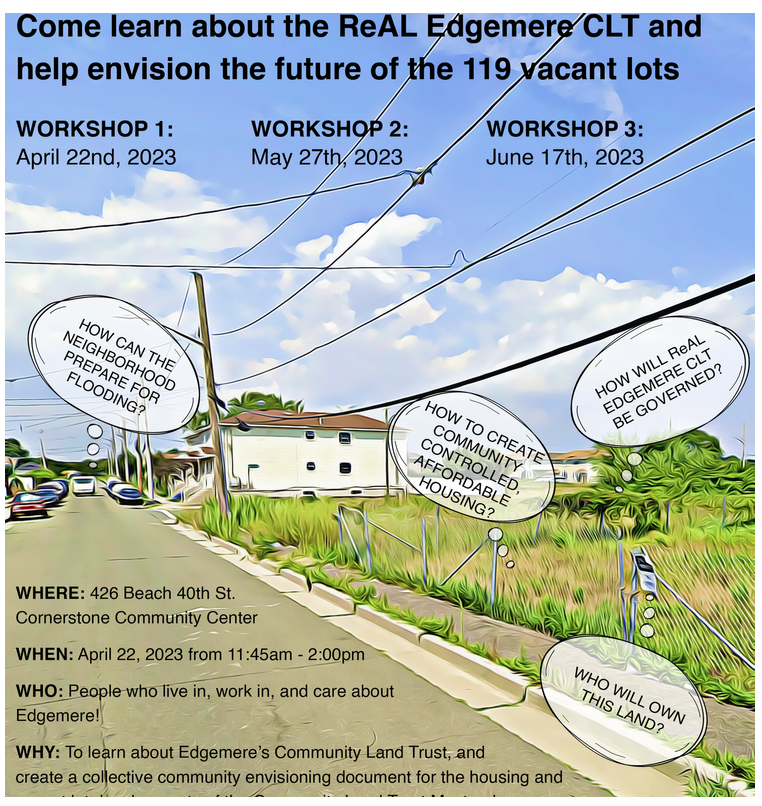 Come learn about the ReAL Edgemere CLT and
help envision the future of the 119 vacant lots
WORKSHOP 1:
April 22nd, 2023
WORKSHOP 2:
May 27th, 2023
WORKSHOP 3:
June 17th, 2023
HOW CAN THE
NEIGHBORHOOD
PREPARE FOR
FLOODING?
HOW TO CREATE
COMMUNITY
CONTROLLED,
AFFORDABLE
HOUSING?
HOW WILL ReAL
EDGEMERE CLT
BE GOVERNED?
WHO WILL OWN
THIS LAND?
WHERE: 426 Beach 40th St.
Cornerstone Community Center
WHEN: April 22, 2023 from 11:45am - 2:00pm
WHO: People who live in, work in, and care about
Edgemere!
WHY: To learn about Edgemere's Community Land Trust, and
create a collective community envisioning document for the housing and